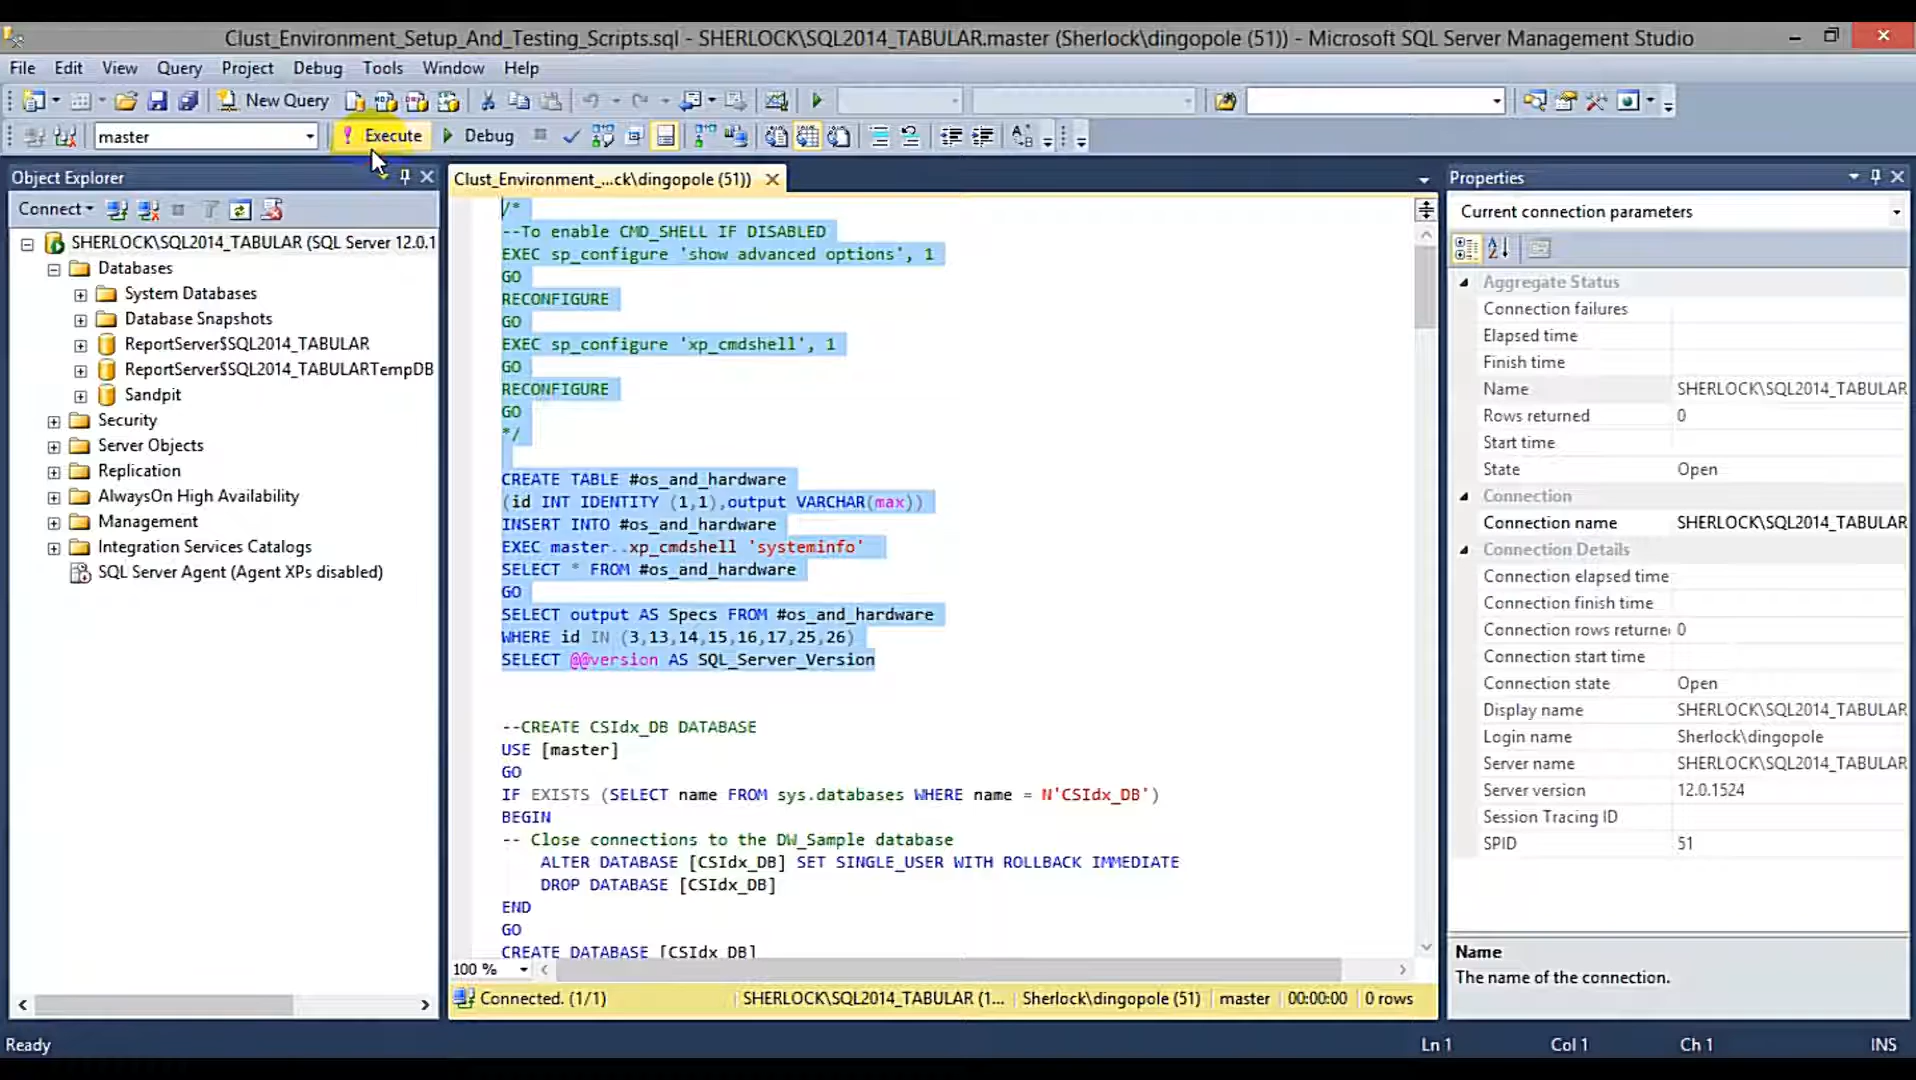 Clust_Environment_Setup_And_Testing_Scripts.sql - SHERLOCK\SQL2014_TABULAR.master (Sherlock\dingopole (51)) - Microsoft SQL Server Management Studio
File Edit View Query Project Debug Tools Window Help
New Query
master Execute Debug
Object Explorer
Connect
SHERLOCK\SQL2014_TABULAR (SQL Server 12.0.1
Databases
System Databases
Database Snapshots
ReportServer$SQL2014_TABULAR
ReportServer$SQL2014_TABULARTempDB
Sandpit
Security
Server Objects
Replication
AlwaysOn High Availability
Management
Integration Services Catalogs
SQL Server Agent (Agent XPs disabled)
Clust_Environment_...ck\dingopole (51))
/*
--To enable CMD_SHELL IF DISABLED
EXEC sp_configure 'show advanced options', 1
GO
RECONFIGURE
GO
EXEC sp_configure 'xp_cmdshell', 1
GO
RECONFIGURE
GO
*/
CREATE TABLE #os_and_hardware
(id INT IDENTITY (1,1),output VARCHAR(max))
INSERT INTO #os_and_hardware
EXEC master..xp_cmdshell 'systeminfo'
SELECT * FROM #os_and_hardware
GO
SELECT output AS Specs FROM #os_and_hardware
WHERE id IN (3,13,14,15,16,17,25,26)
SELECT @@version AS SQL_Server_Version
--CREATE CSIdx_DB DATABASE
USE [master]
GO
IF EXISTS (SELECT name FROM sys.databases WHERE name = N'CSIdx_DB')
BEGIN
-- Close connections to the DW_Sample database
ALTER DATABASE [CSIdx_DB] SET SINGLE_USER WITH ROLLBACK IMMEDIATE
DROP DATABASE [CSIdx_DB]
END
GO
CREATE DATABASE [CSIdx_DB]
100 %
Connected. (1/1) SHERLOCK\SQL2014_TABULAR (1... Sherlock\dingopole (51) master 00:00:00 0 rows
Properties
Current connection parameters
Aggregate Status
Connection failures
Elapsed time
Finish time
Name SHERLOCK\SQL2014_TABULAR
Rows returned 0
Start time
State Open
Connection
Connection name SHERLOCK\SQL2014_TABULAR
Connection Details
Connection elapsed time
Connection finish time
Connection rows returned 0
Connection start time
Connection state Open
Display name SHERLOCK\SQL2014_TABULAR
Login name Sherlock\dingopole
Server name SHERLOCK\SQL2014_TABULAR
Server version 12.0.1524
Session Tracing ID
SPID 51
Name
The name of the connection.
Ready Ln 1 Col 1 Ch 1 INS